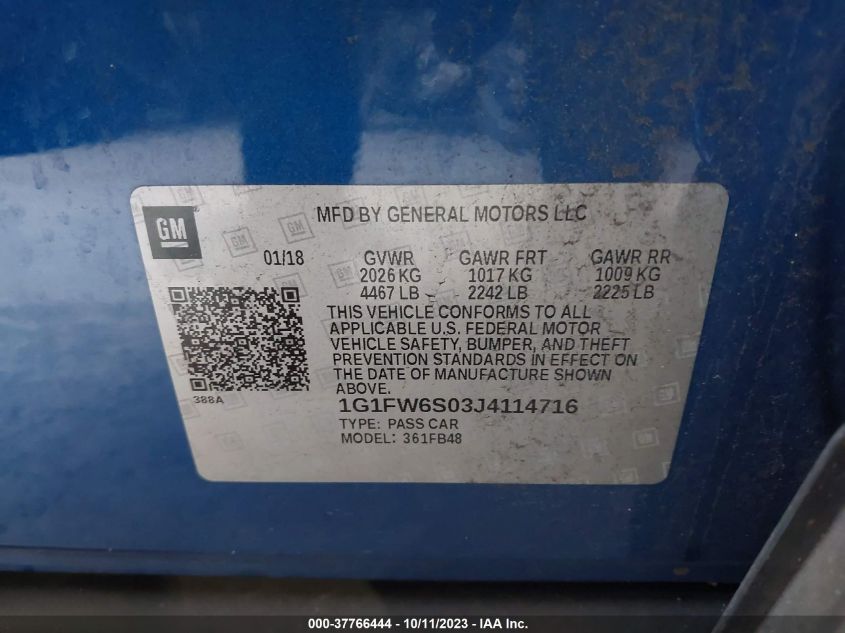 GM
MFD BY GENERAL MOTORS LLC
01/18 GVWR GAWR FRT GAWR RR
2026 KG 1017 KG 1009 KG
4467 LB 2242 LB 2225 LB
THIS VEHICLE CONFORMS TO ALL
APPLICABLE U.S. FEDERAL MOTOR
VEHICLE SAFETY, BUMPER, AND THEFT
PREVENTION STANDARDS IN EFFECT ON
THE DATE OF MANUFACTURE SHOWN
ABOVE.
388A
1G1FW6S03J4114716
TYPE: PASS CAR
MODEL: 361FB48
000-37766444 - 10/11/2023 - IAA Inc.